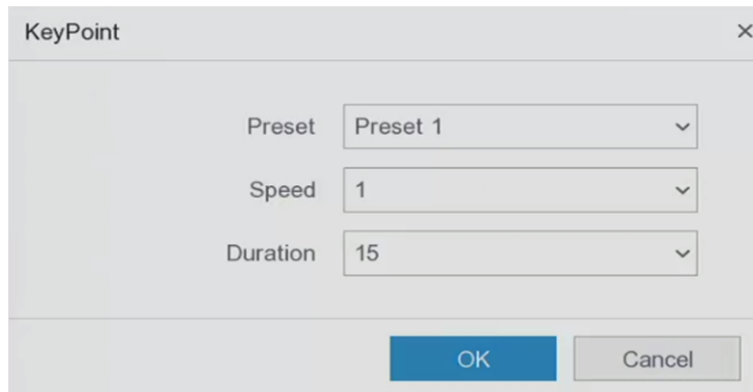 KeyPoint
Preset Preset 1
Speed 1
Duration 15
OK Cancel